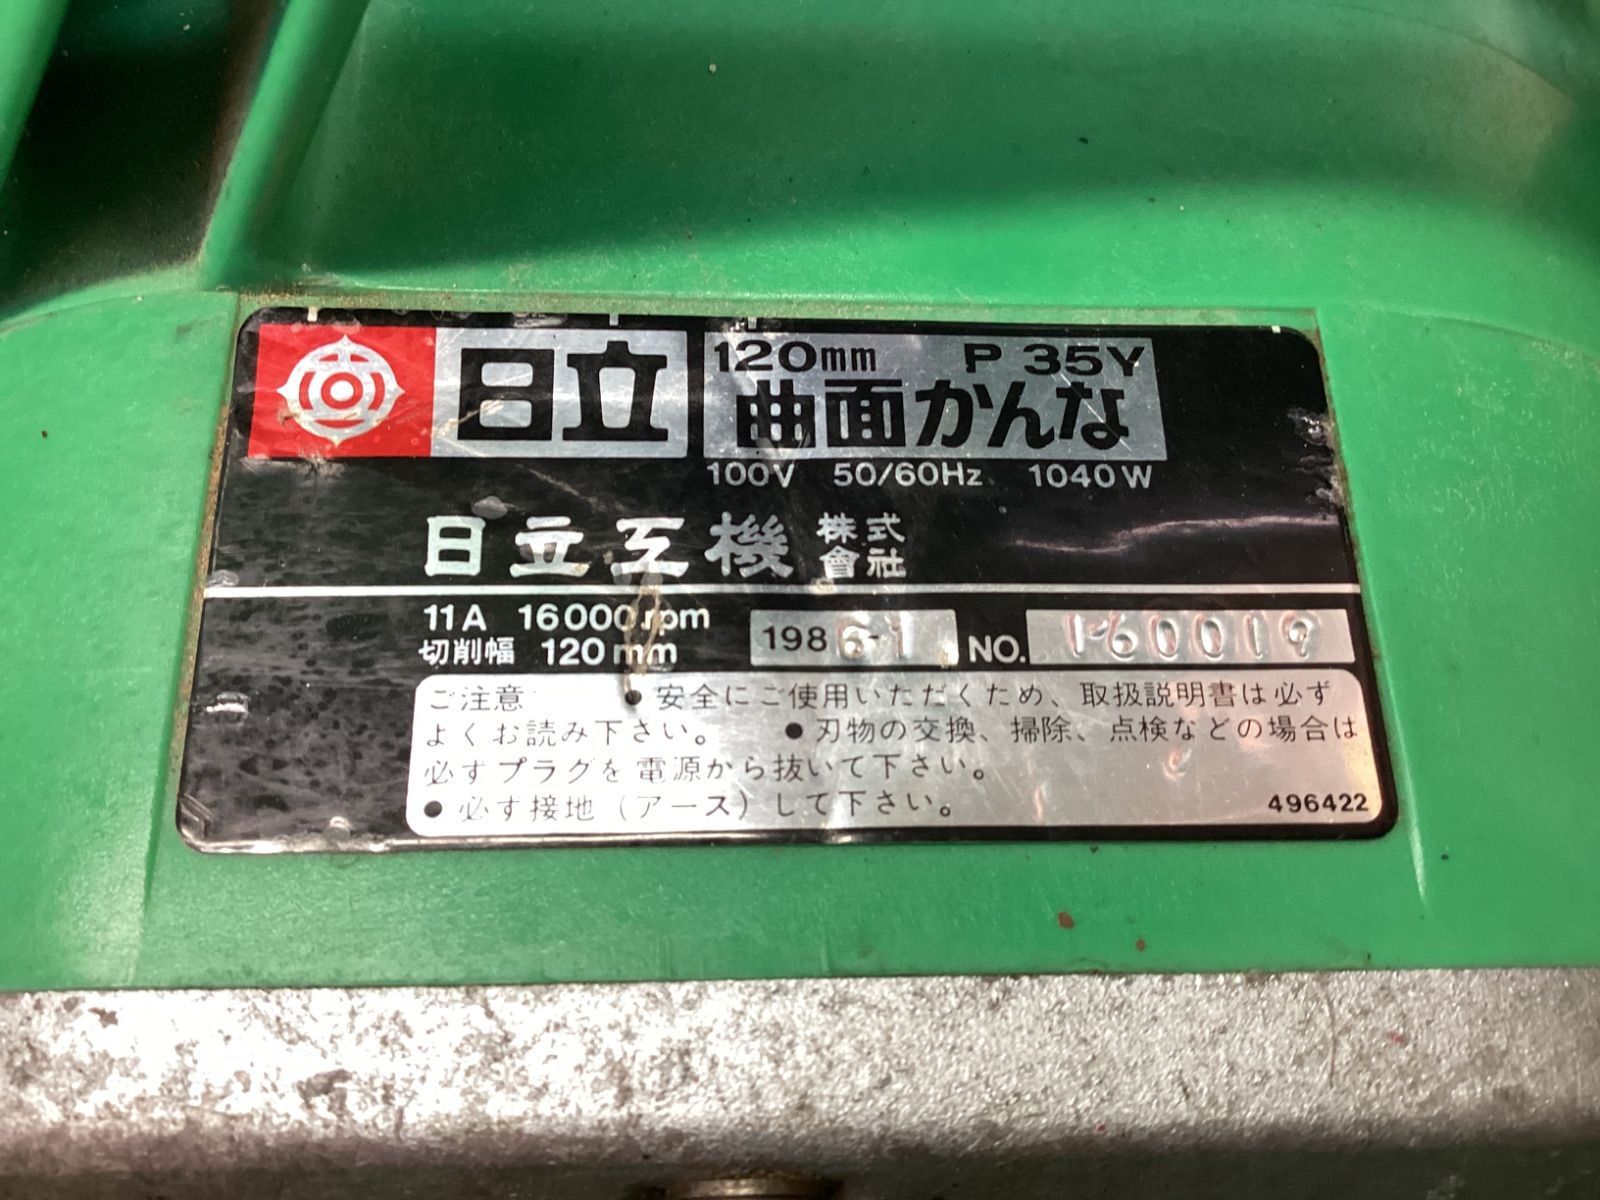 日立
120mm P 35Y
曲面かんな
100V 50/60Hz 1040W
日立工機 株式會社
11A 16000 rpm
切削幅 120mm
1986-1 NO. 160019
ご注意 ●安全にご使用いただくため、取扱説明書は必ず
よくお読み下さい。 ●刃物の交換、掃除、点検などの場合は
必ずプラグを電源から抜いて下さい。
●必ず接地(アース)して下さい。 496422